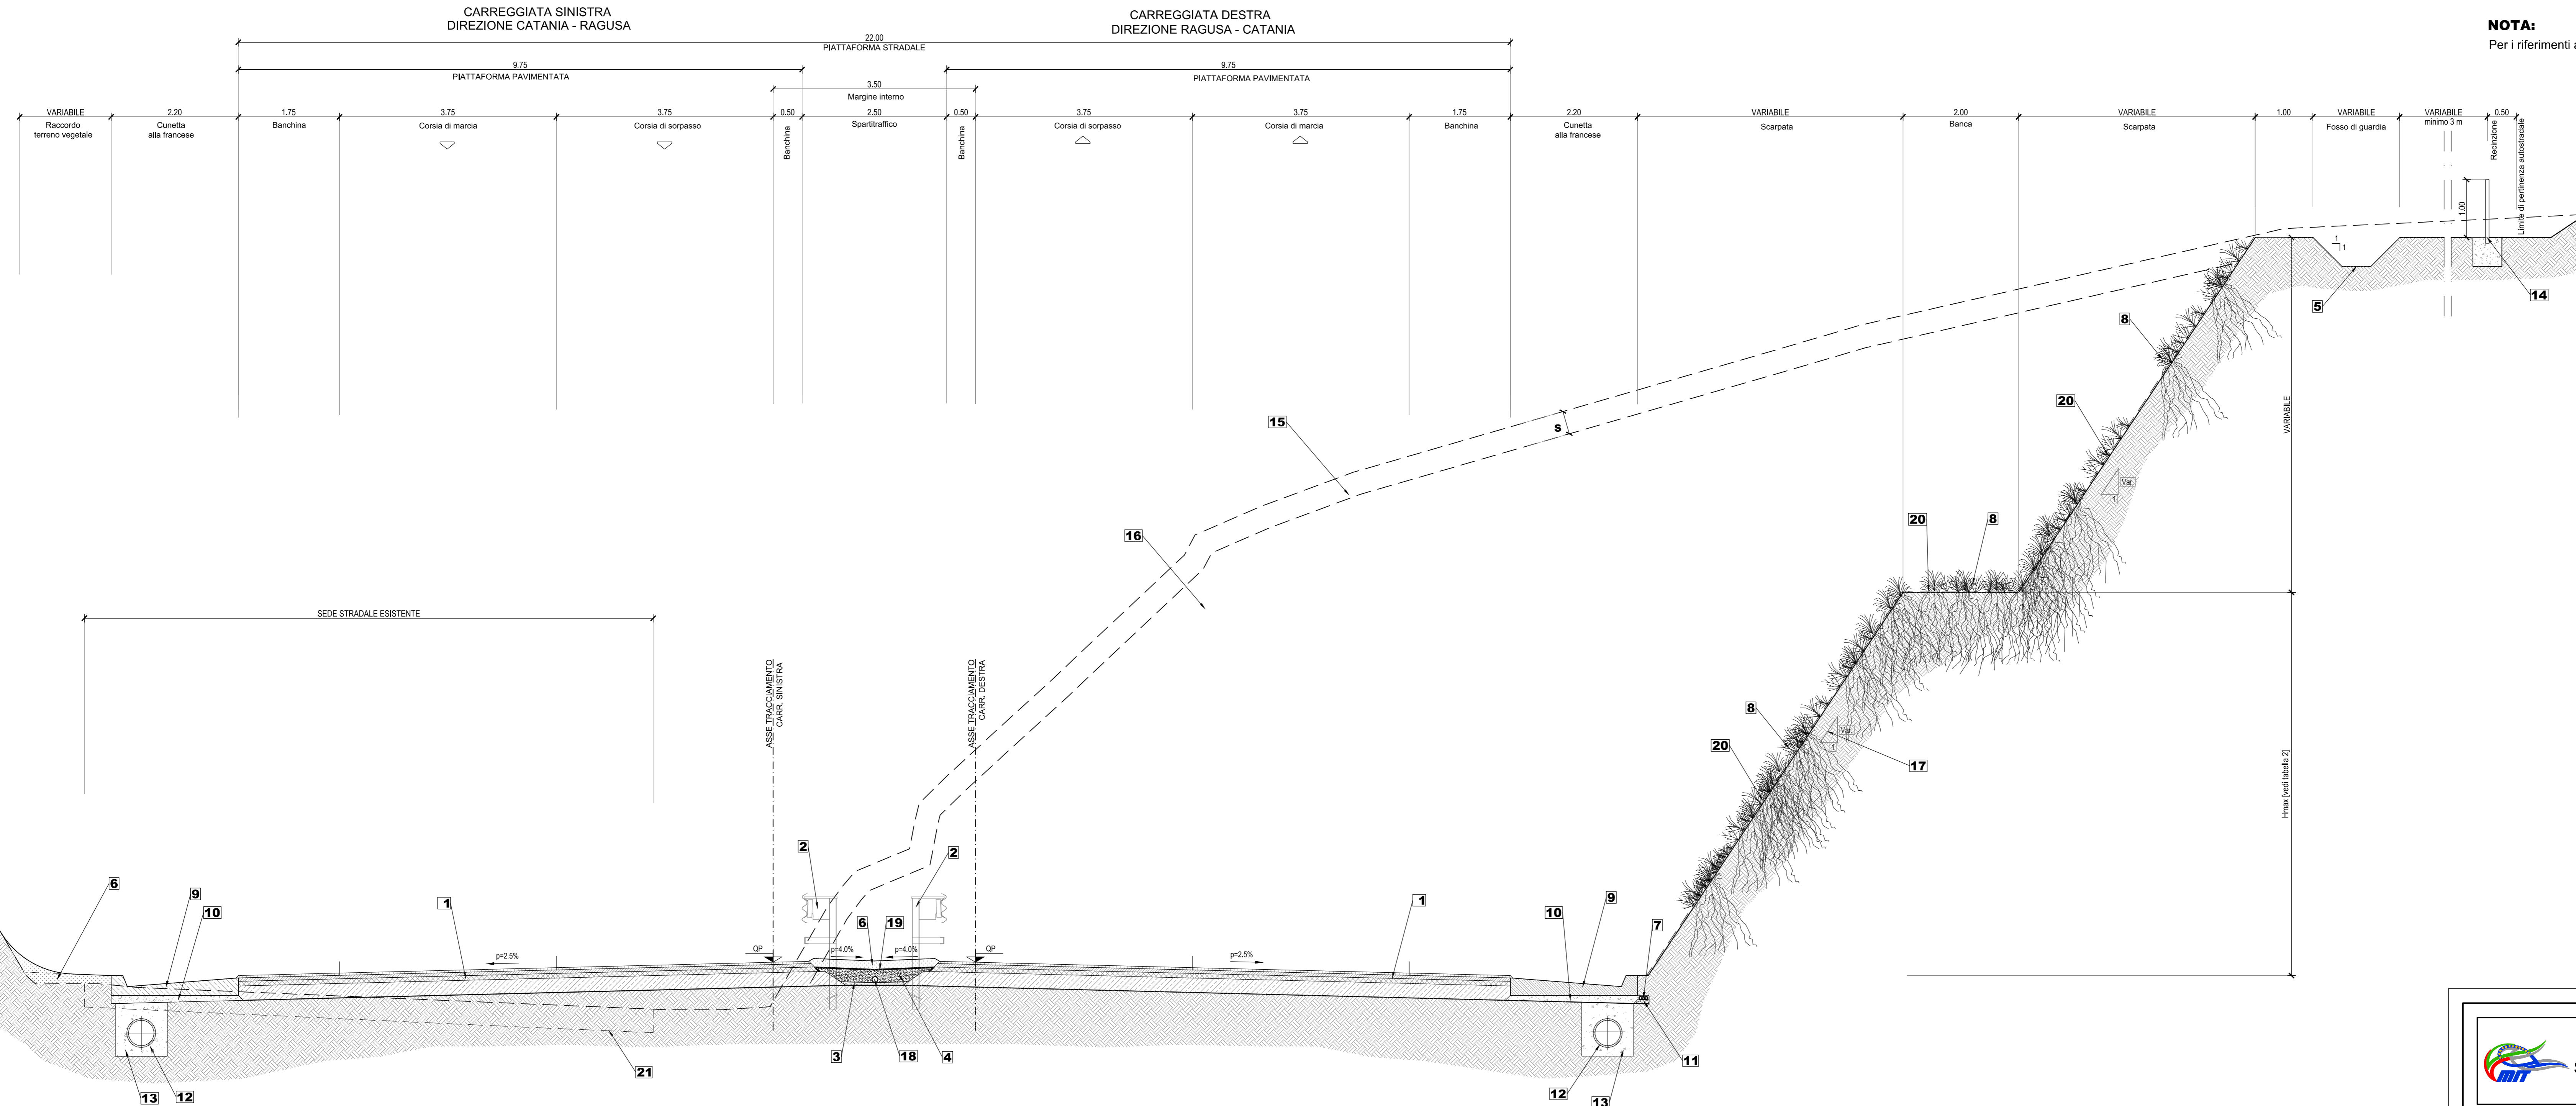 CARREGGIATA SINISTRA
DIREZIONE CATANIA - RAGUSA
CARREGGIATA DESTRA
DIREZIONE RAGUSA - CATANIA
NOTA:
Per i riferimenti a
22.00
PIATTAFORMA STRADALE
9.75
PIATTAFORMA PAVIMENTATA
9.75
PIATTAFORMA PAVIMENTATA
3.50
Margine interno
VARIABILE
Raccordo
terreno vegetale
2.20
Cunetta
alla francese
1.75
Banchina
3.75
Corsia di marcia
3.75
Corsia di sorpasso
0.50
Banchina
2.50
Spartitraffico
0.50
Banchina
3.75
Corsia di sorpasso
3.75
Corsia di marcia
1.75
Banchina
2.20
Cunetta
alla francese
VARIABILE
Scarpata
2.00
Banca
VARIABILE
Scarpata
1.00
VARIABILE
Fosso di guardia
VARIABILE
minimo 3 m
0.50
Recinzione
Limite di pertinenza autostradale
1.00
1
1
14
5
8
20
15
S
VARIABILE
Var.
1
16
20
8
SEDE STRADALE ESISTENTE
ASSE TRACCIAMENTO
CARR. SINISTRA
ASSE TRACCIAMENTO
CARR. DESTRA
8
20
Var.
1
17
Hmax [vedi tabella 2]
2
2
6
9
10
1
6
19
1
10
9
7
p=2.5%
QP
p=4.0%
p=4.0%
QP
p=2.5%
3
18
4
21
13
12
12
13
11
MIT